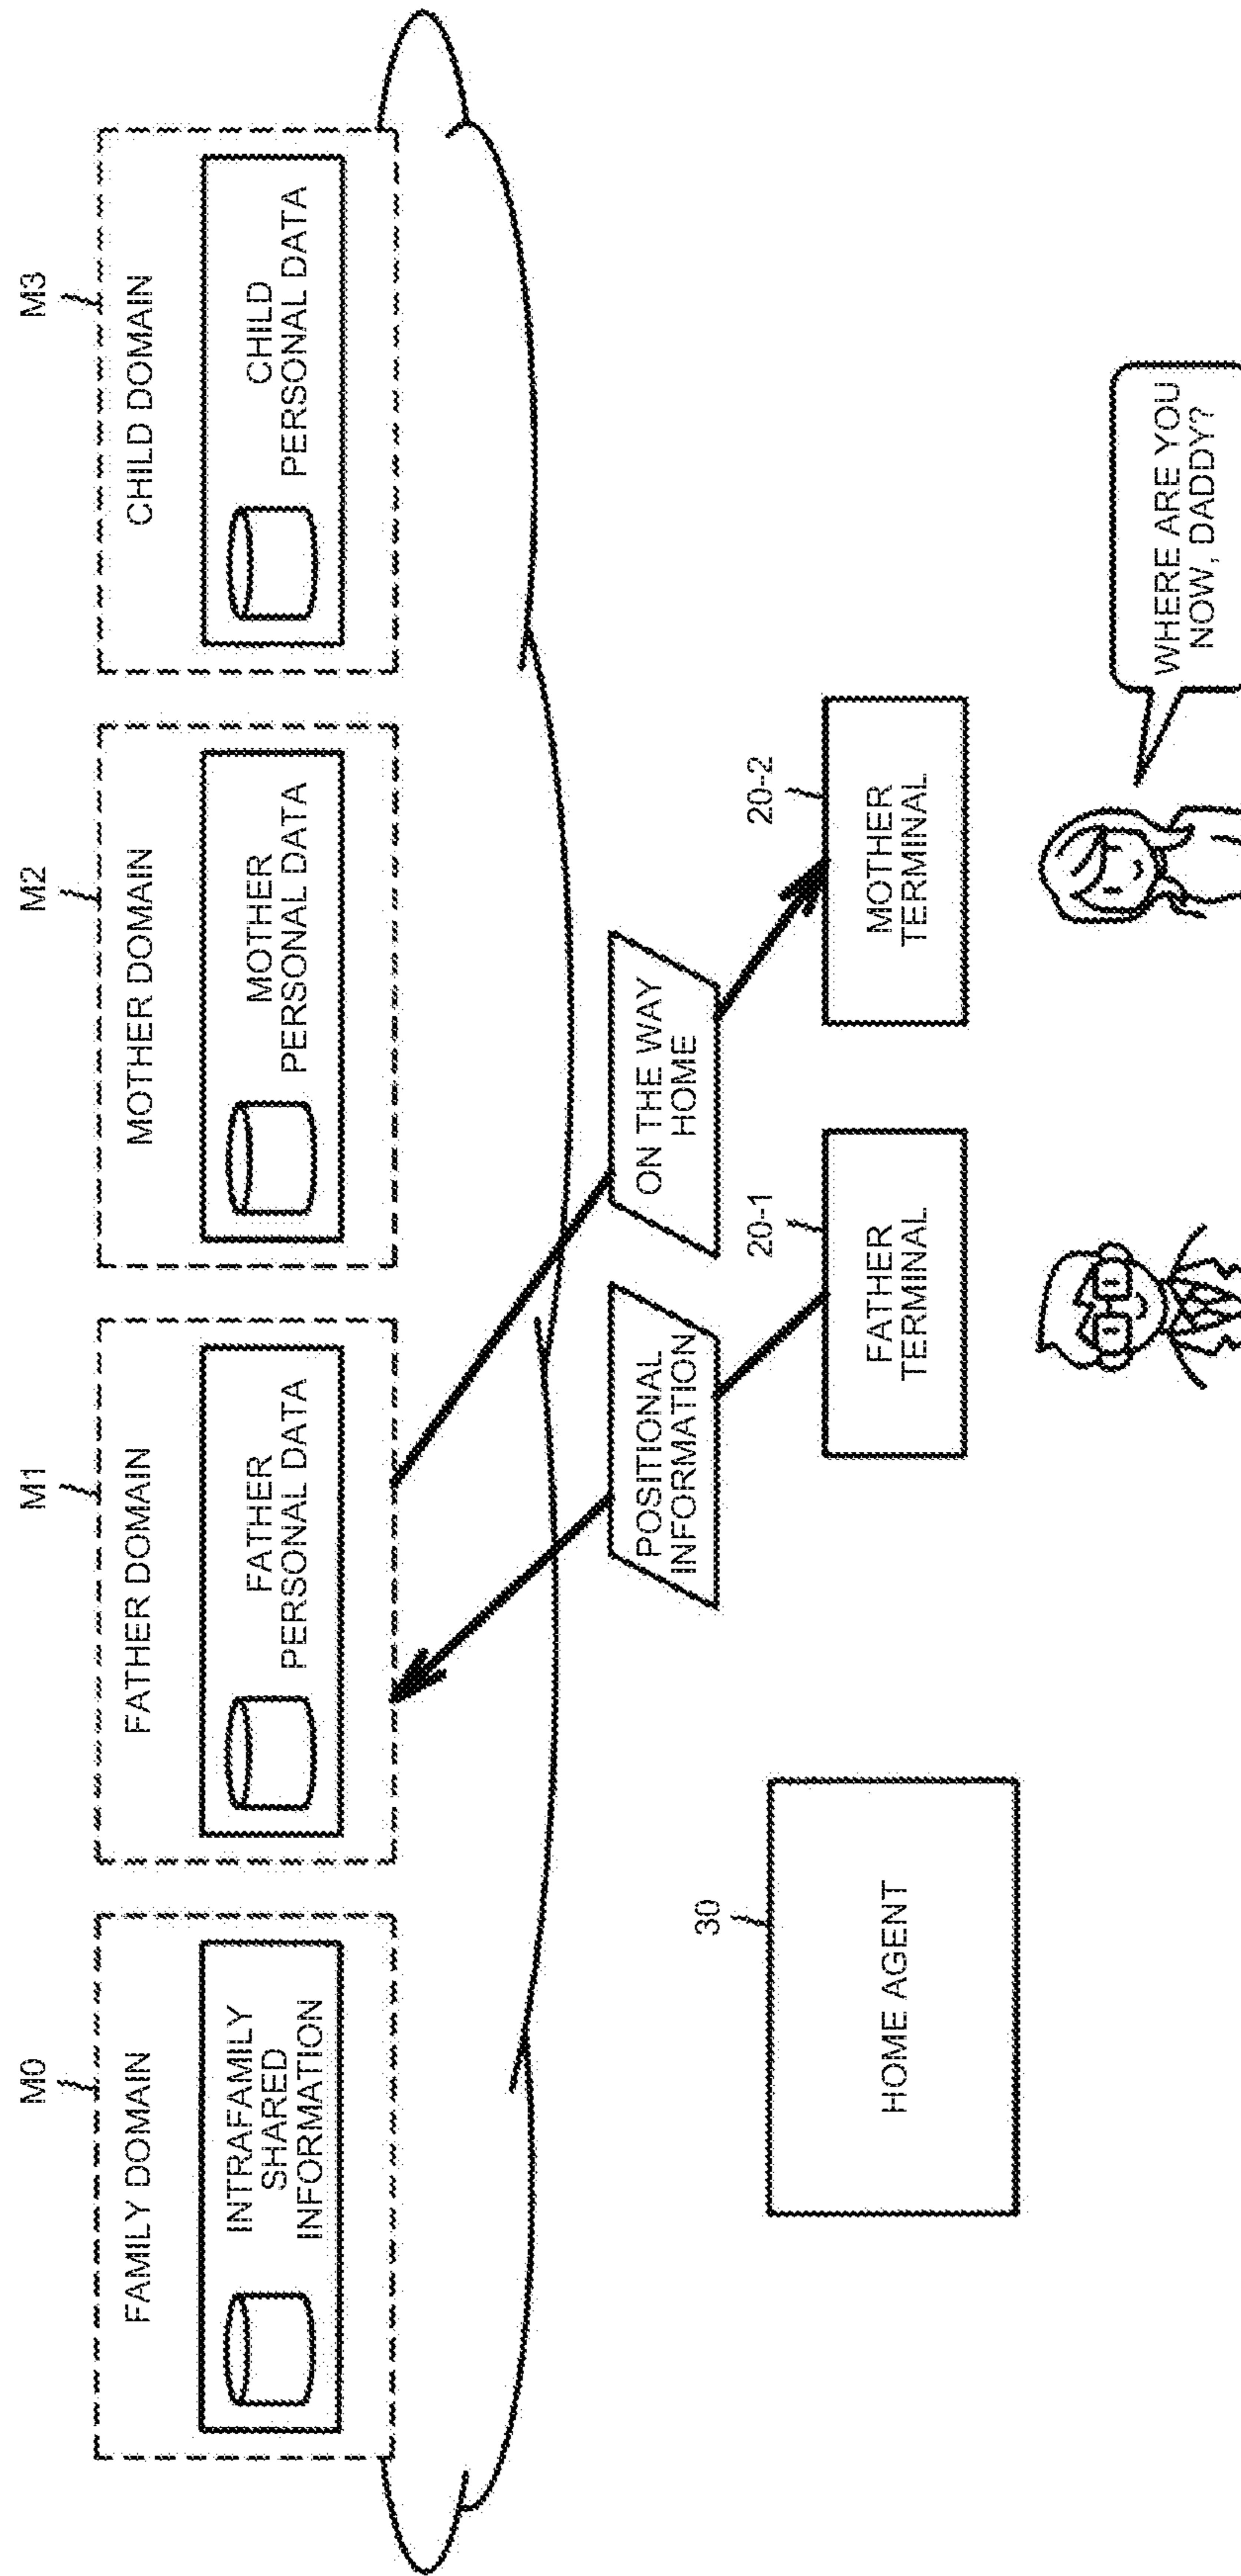 M0
M1
M2
M3
FAMILY DOMAIN
FATHER DOMAIN
MOTHER DOMAIN
CHILD DOMAIN
INTRAFAMILY
SHARED
INFORMATION
FATHER
PERSONAL DATA
MOTHER
PERSONAL DATA
CHILD
PERSONAL DATA
POSITIONAL
INFORMATION
ON THE WAY
HOME
30
20-1
20-2
HOME AGENT
FATHER
TERMINAL
MOTHER
TERMINAL
WHERE ARE YOU
NOW, DADDY?